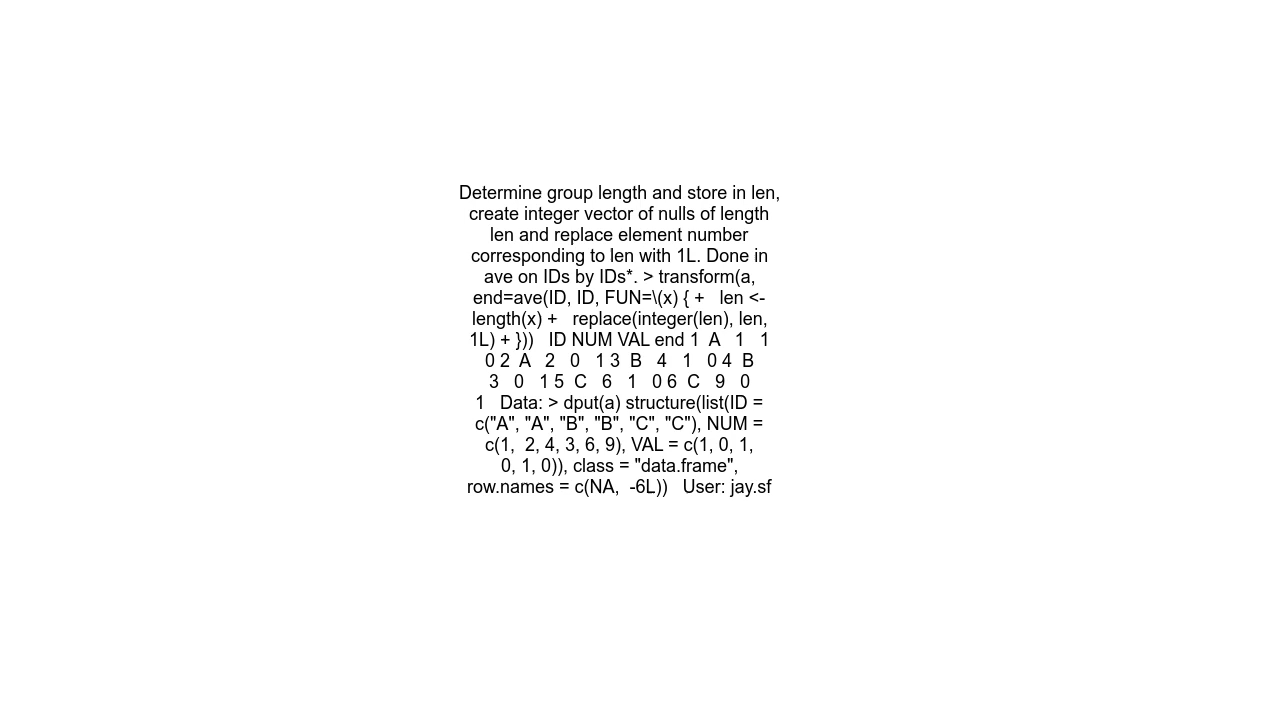 Determine group length and store in len,
create integer vector of nulls of length
len and replace element number
corresponding to len with 1L. Done in
ave on IDs by IDs*. > transform(a,
end=ave(ID, ID, FUN=\(x) { +   len <-
length(x) +   replace(integer(len), len,
1L) + }))   ID NUM VAL end 1  A   1   1
0 2  A   2   0   1 3  B   4   1   0 4  B
3   0   1 5  C   6   1   0 6  C   9   0
1   Data: > dput(a) structure(list(ID =
c("A", "A", "B", "B", "C", "C"), NUM =
c(1,  2, 4, 3, 6, 9), VAL = c(1, 0, 1,
0, 1, 0)), class = "data.frame",
row.names = c(NA,  -6L))   User: jay.sf